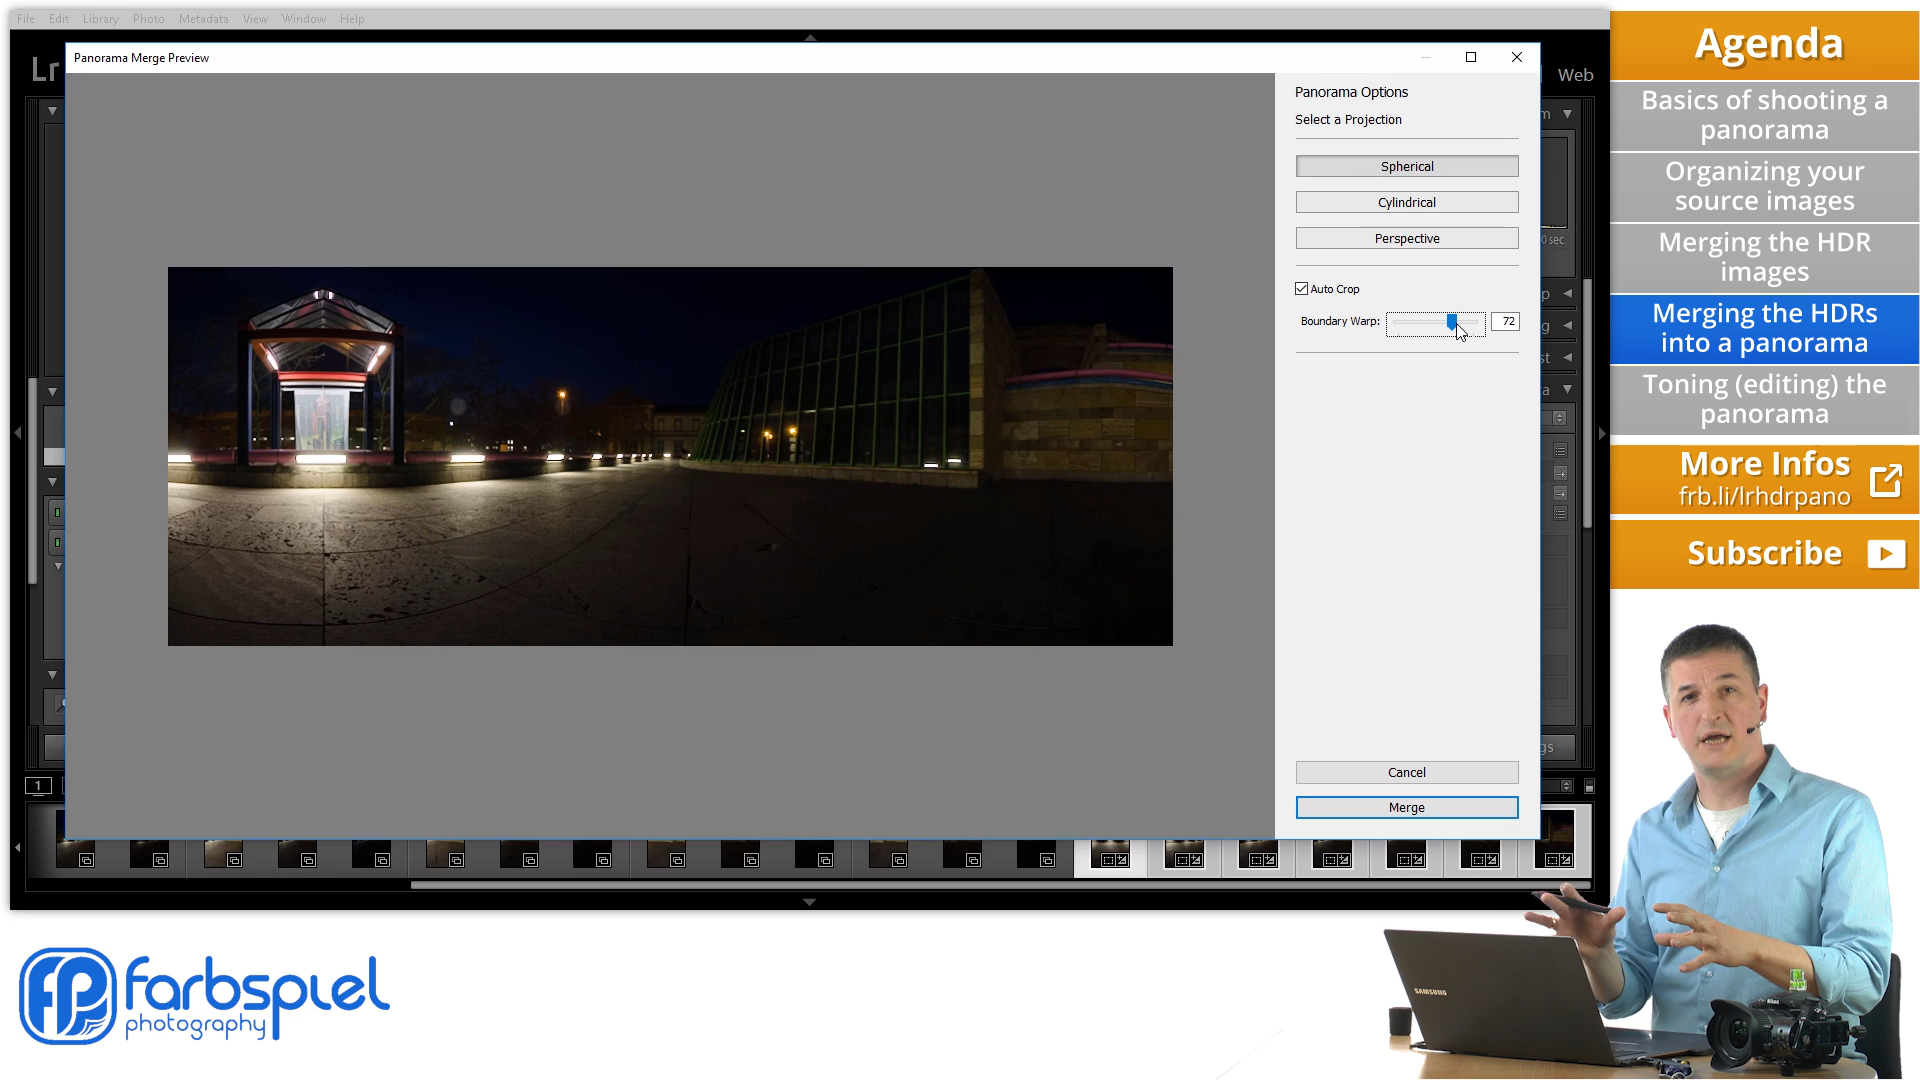 File Edit Library Photo Metadata View Window Help
Lr
Web
Panorama Merge Preview
Panorama Options
Select a Projection
Spherical
Cylindrical
Perspective
Auto Crop
Boundary Warp: 72
Cancel
Merge
1
Agenda
Basics of shooting a
panorama
Organizing your
source images
Merging the HDR
images
Merging the HDRs
into a panorama
Toning (editing) the
panorama
More Infos
frb.li/lrhdrpano
Subscribe
fp farbspiel
photography
SAMSUNG